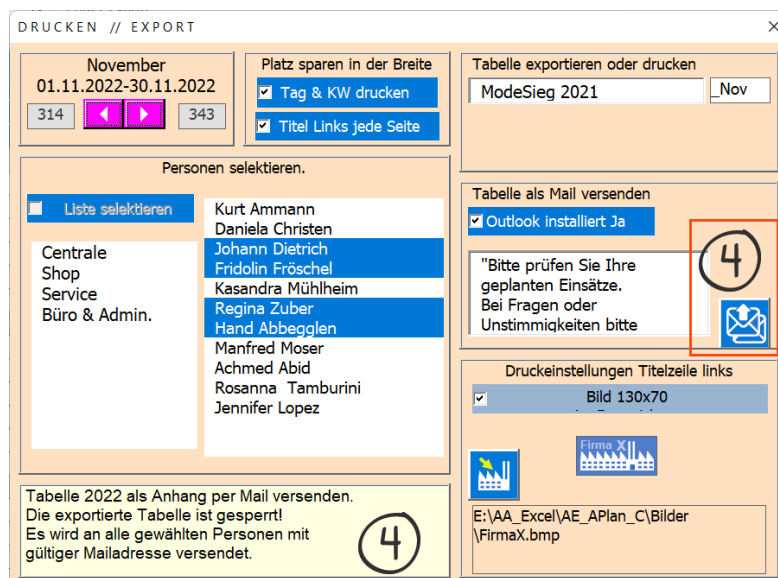 DRUCKEN // EXPORT
November
01.11.2022-30.11.2022
314
343
Platz sparen in der Breite
Tag & KW drucken
Titel Links jede Seite
Tabelle exportieren oder drucken
ModeSieg 2021
_Nov
Personen selektieren.
Liste selektieren
Centrale
Shop
Service
Büro & Admin.
Kurt Ammann
Daniela Christen
Johann Dietrich
Fridolin Fröschel
Kasandra Mühlheim
Regina Zuber
Hand Abbegglen
Manfred Moser
Achmed Abid
Rosanna  Tamburini
Jennifer Lopez
Tabelle als Mail versenden
Outlook installiert Ja
"Bitte prüfen Sie Ihre
geplanten Einsätze.
Bei Fragen oder
Unstimmigkeiten bitte
4
Druckeinstellungen Titelzeile links
Bild 130x70
Firma X
E:\AA_Excel\AE_APlan_C\Bilder
\FirmaX.bmp
Tabelle 2022 als Anhang per Mail versenden.
Die exportierte Tabelle ist gesperrt!
Es wird an alle gewählten Personen mit
gültiger Mailadresse versendet.
4